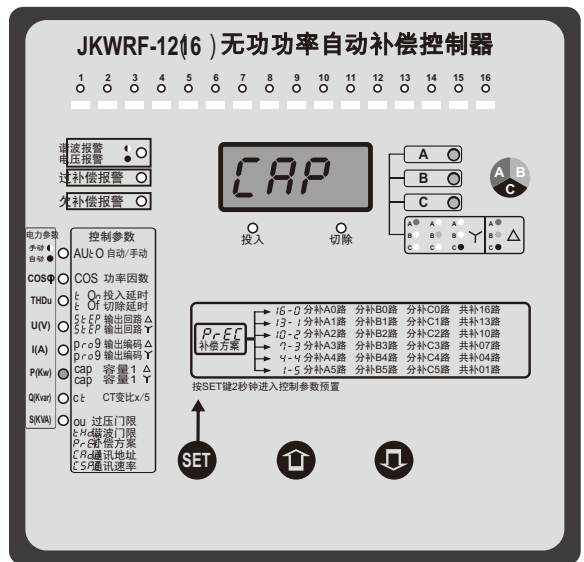 JKWRF-12(16)无功功率自动补偿控制器
1 2 3 4 5 6 7 8 9 10 11 12 13 14 15 16
谐波报警
电压报警
过补偿报警
欠补偿报警
CAP
投入 切除
A
B
C
A B C
A A A A
B B B B
C C C C
电力参数
手动
自动
COSΦ
THDu
U(V)
I(A)
P(Kw)
Q(Kvar)
S(KVA)
控制参数
AUtO 自动/手动
COS 功率因数
t On 投入延时
t Of 切除延时
StEP 输出回路 △
StEP 输出回路 Y
pro9 输出编码 △
pro9 输出编码 Y
cap 容量1 △
cap 容量1 Y
ct CT变比x/5
ou 过压门限
tHd 谐波门限
PrEC 补偿方案
CAd 通讯地址
CSP 通讯速率
PrEC
补偿方案
16-0 分补A0路 分补B0路 分补C0路 共补16路
13-1 分补A1路 分补B1路 分补C1路 共补13路
10-2 分补A2路 分补B2路 分补C2路 共补10路
7-3 分补A3路 分补B3路 分补C3路 共补07路
4-4 分补A4路 分补B4路 分补C4路 共补04路
1-5 分补A5路 分补B5路 分补C5路 共补01路
按SET键2秒钟进入控制参数预置
SET